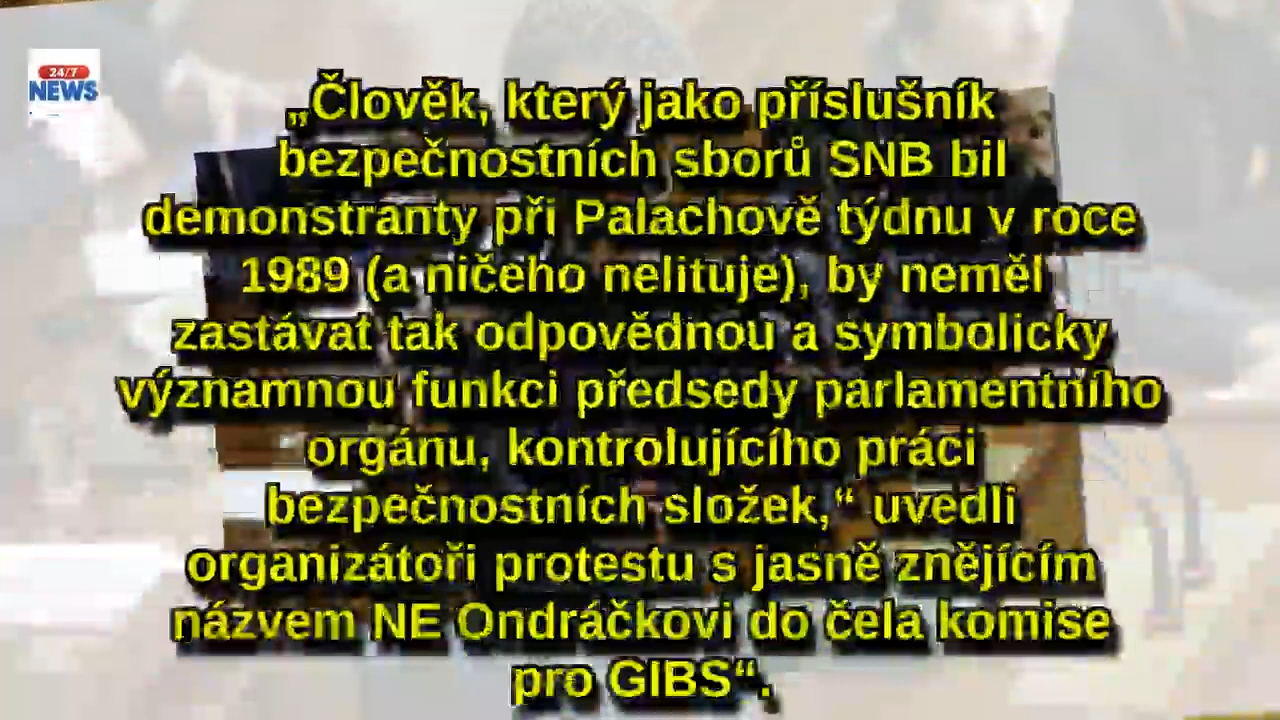 24/7
NEWS
„Člověk, který jako příslušník
bezpečnostních sborů SNB bil
demonstranty při Palachově týdnu v roce
1989 (a ničeho nelituje), by neměl
zastávat tak odpovědnou a symbolicky
významnou funkci předsedy parlamentního
orgánu, kontrolujícího práci
bezpečnostních složek,“ uvedli
organizátoři protestu s jasně znějícím
názvem NE Ondráčkovi do čela komise
pro GIBS“.